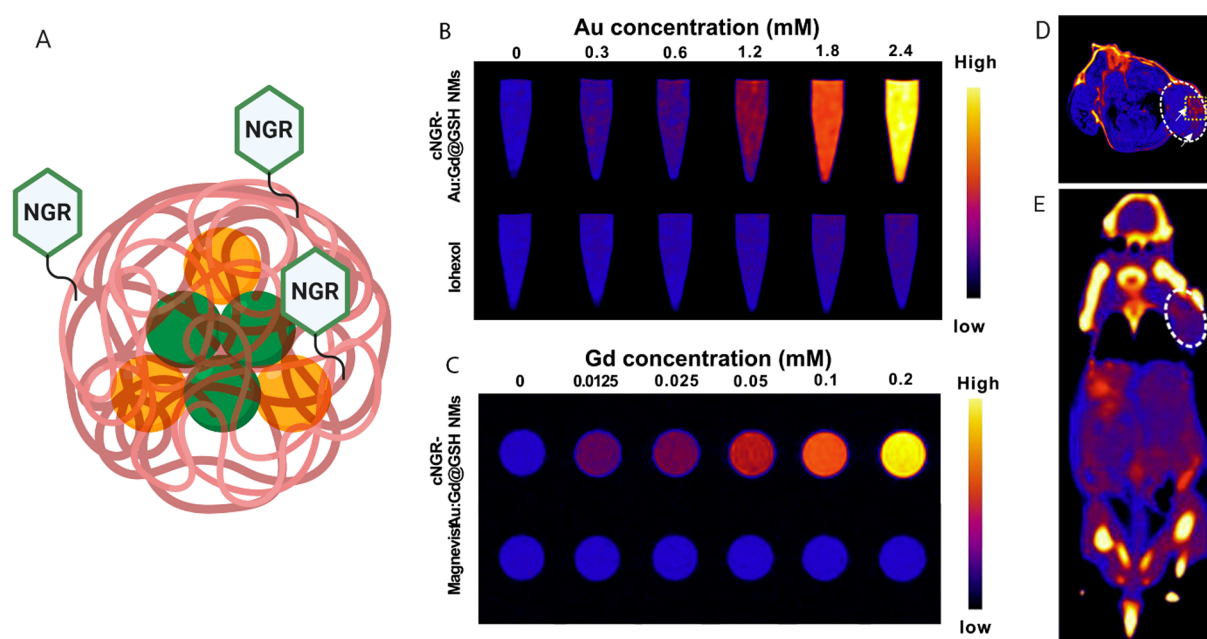 A
NGR
NGR
NGR
B
Au concentration (mM)
0 0.3 0.6 1.2 1.8 2.4
cNGR-
Au:Gd@GSH NMs
Iohexol
High
low
C
Gd concentration (mM)
0 0.0125 0.025 0.05 0.1 0.2
cNGR-
Au:Gd@GSH NMs
Magnevist
High
low
D
E